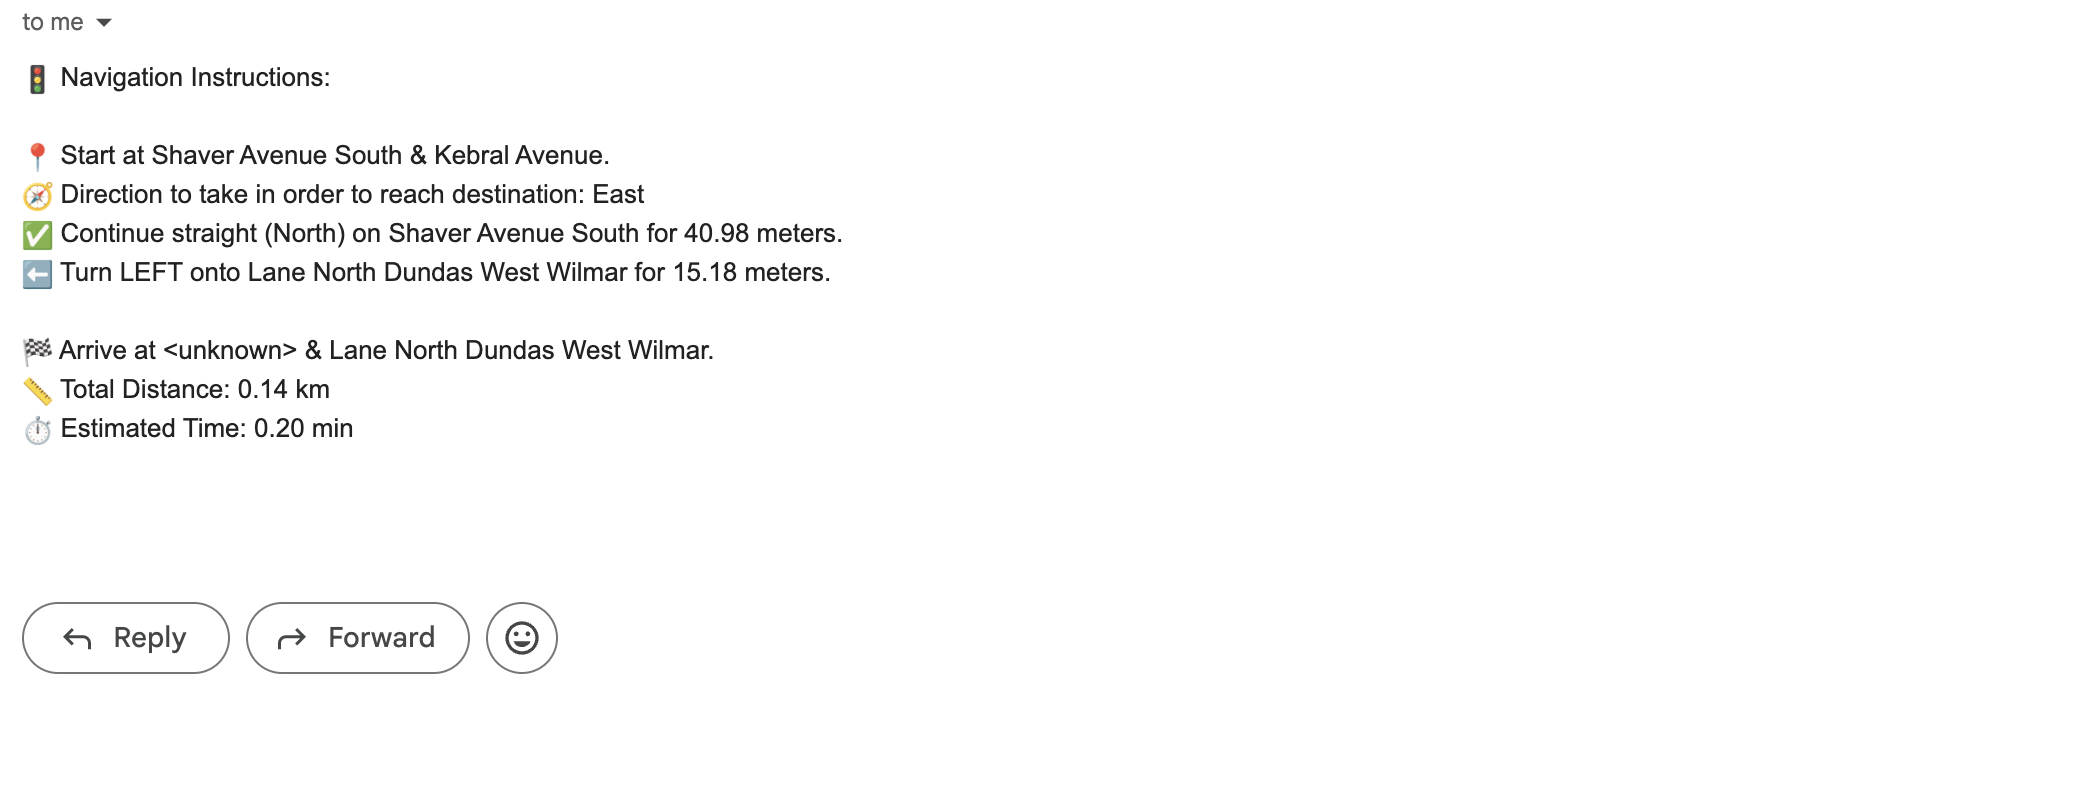 to me
🚦 Navigation Instructions:
📍 Start at Shaver Avenue South & Kebral Avenue.
🧭 Direction to take in order to reach destination: East
✅ Continue straight (North) on Shaver Avenue South for 40.98 meters.
⬅️ Turn LEFT onto Lane North Dundas West Wilmar for 15.18 meters.
🏁 Arrive at <unknown> & Lane North Dundas West Wilmar.
📏 Total Distance: 0.14 km
⏱️ Estimated Time: 0.20 min
Reply Forward